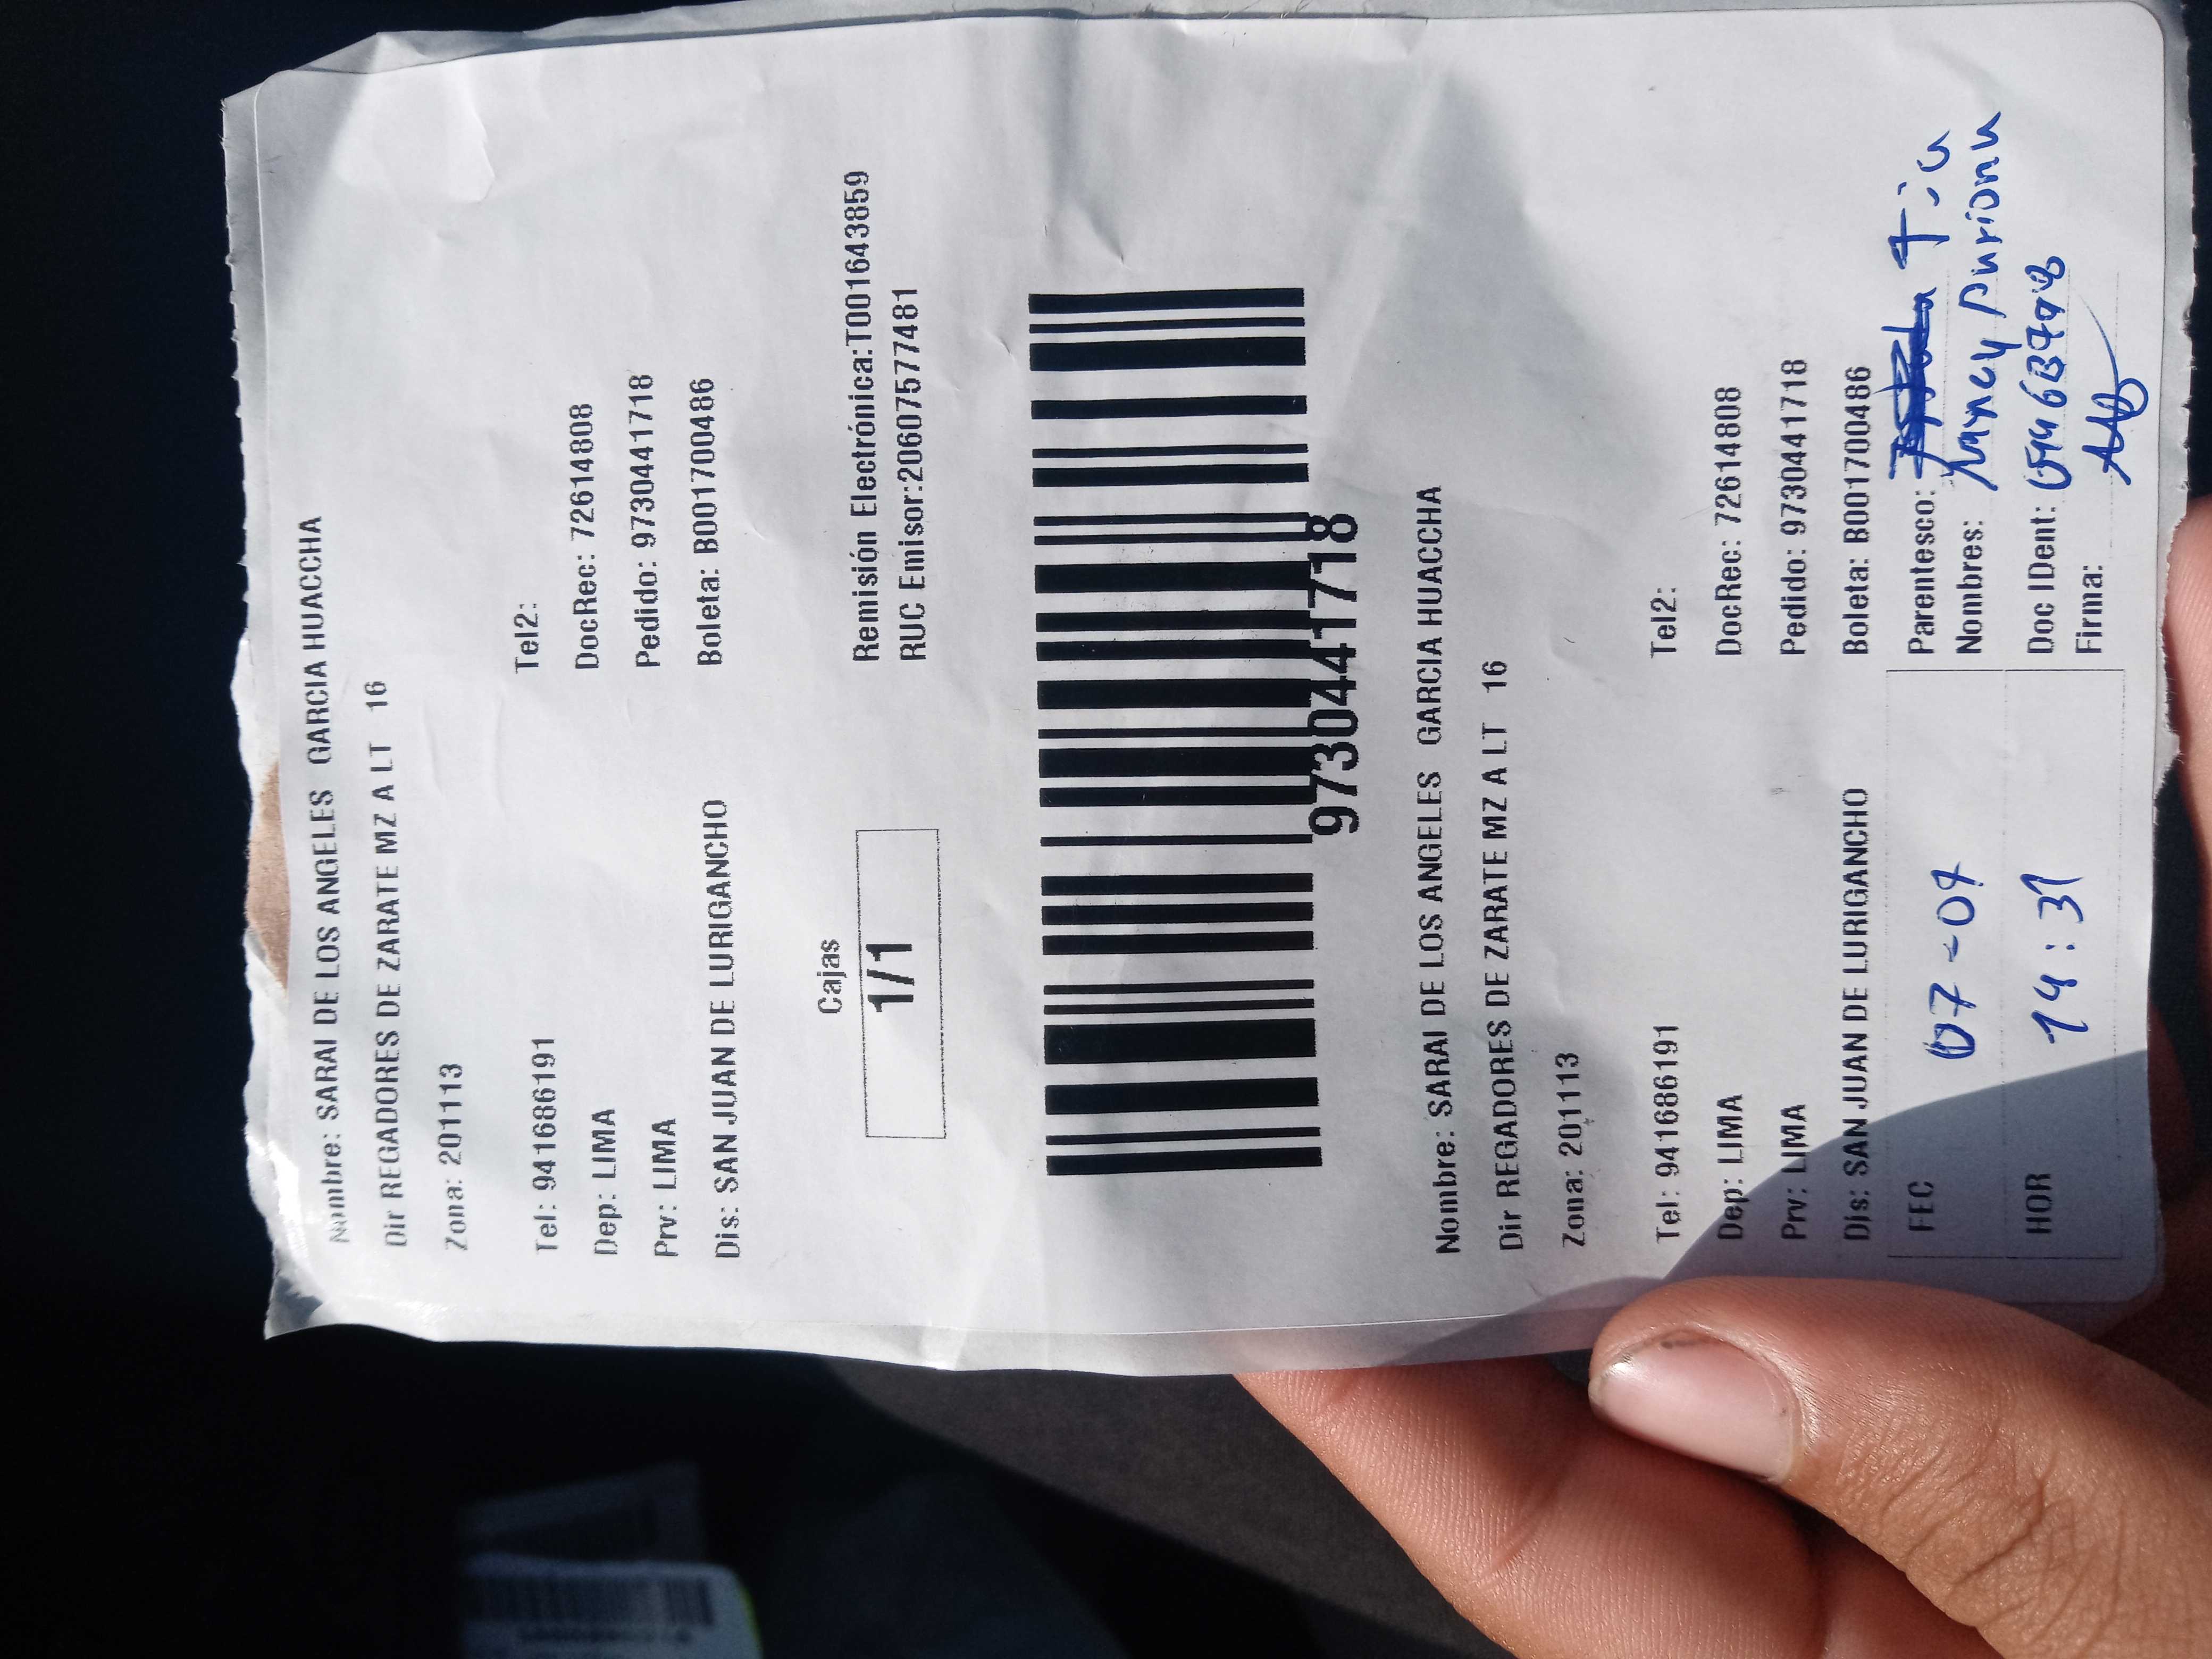 Nombre: SARAI DE LOS ANGELES GARCIA HUACCHA
Dir REGADORES DE ZARATE MZ A LT 16
Zona: 201113
Tel: 941686191 Tel2:
Dep: LIMA DocRec: 72614808
Prv: LIMA Pedido: 9730441718
Dis: SAN JUAN DE LURIGANCHO Boleta: B001700486
Cajas
1/1
Remisión Electrónica:T001643859
RUC Emisor:20607577481
9730441718
Nombre: SARAI DE LOS ANGELES GARCIA HUACCHA
Dir REGADORES DE ZARATE MZ A LT 16
Zona: 201113
Tel: 941686191 Tel2:
Dep: LIMA DocRec: 72614808
Prv: LIMA Pedido: 9730441718
Dis: SAN JUAN DE LURIGANCHO Boleta: B001700486
FEC 07-04
HOR 14:31
Parentesco: Tia
Nombres: Nancy
Doc IDent:
Firma: